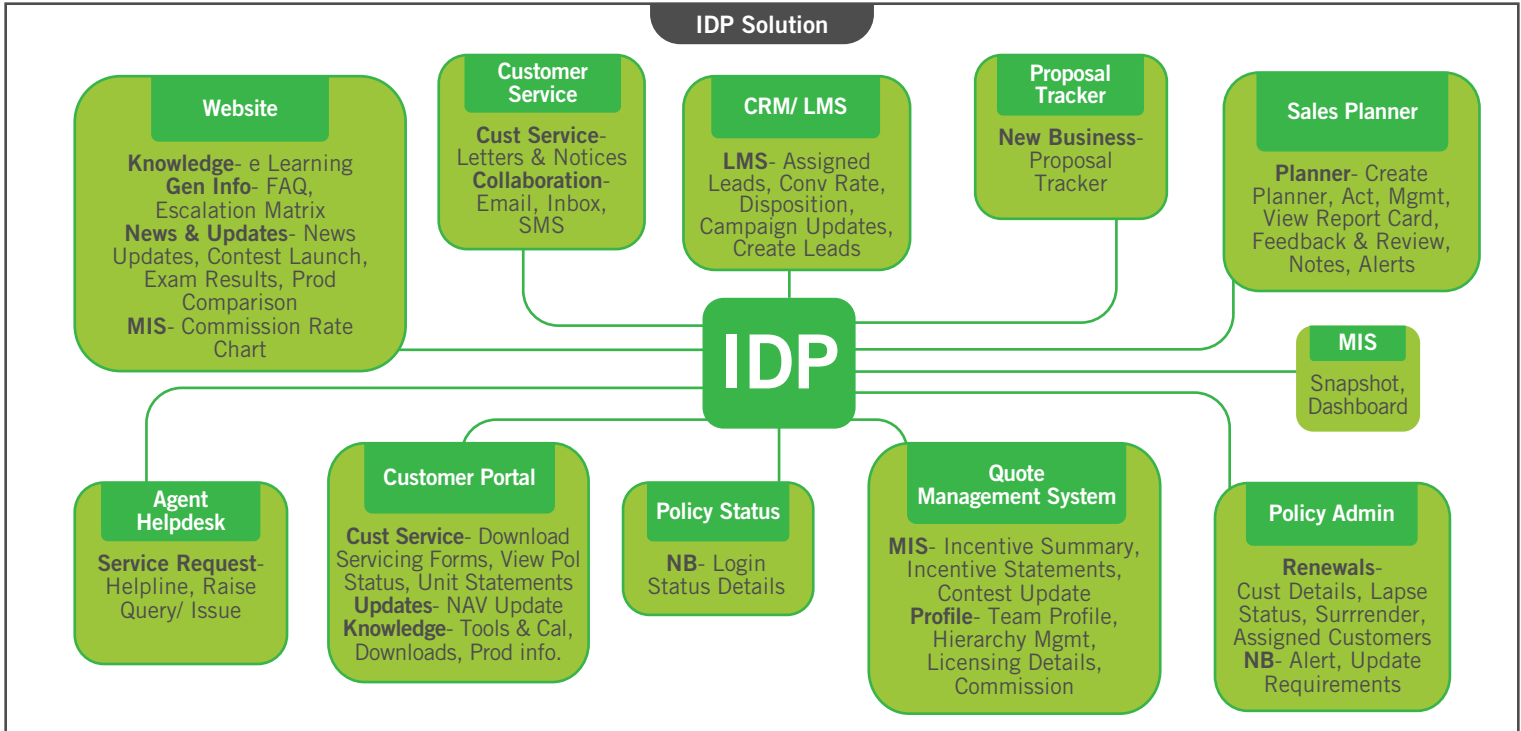 IDP Solution
Website
Knowledge- e Learning
Gen Info- FAQ,
Escalation Matrix
News & Updates- News
Updates, Contest Launch,
Exam Results, Prod
Comparison
MIS- Commission Rate
Chart
Customer
Service
Cust Service-
Letters & Notices
Collaboration-
Email, Inbox,
SMS
CRM/ LMS
LMS- Assigned
Leads, Conv Rate,
Disposition,
Campaign Updates,
Create Leads
Proposal
Tracker
New Business-
Proposal
Tracker
Sales Planner
Planner- Create
Planner, Act, Mgmt,
View Report Card,
Feedback & Review,
Notes, Alerts
IDP
MIS
Snapshot,
Dashboard
Agent
Helpdesk
Service Request-
Helpline, Raise
Query/ Issue
Customer Portal
Cust Service- Download
Servicing Forms, View Pol
Status, Unit Statements
Updates- NAV Update
Knowledge- Tools & Cal,
Downloads, Prod info.
Policy Status
NB- Login
Status Details
Quote
Management System
MIS- Incentive Summary,
Incentive Statements,
Contest Update
Profile- Team Profile,
Hierarchy Mgmt,
Licensing Details,
Commission
Policy Admin
Renewals-
Cust Details, Lapse
Status, Surrrender,
Assigned Customers
NB- Alert, Update
Requirements